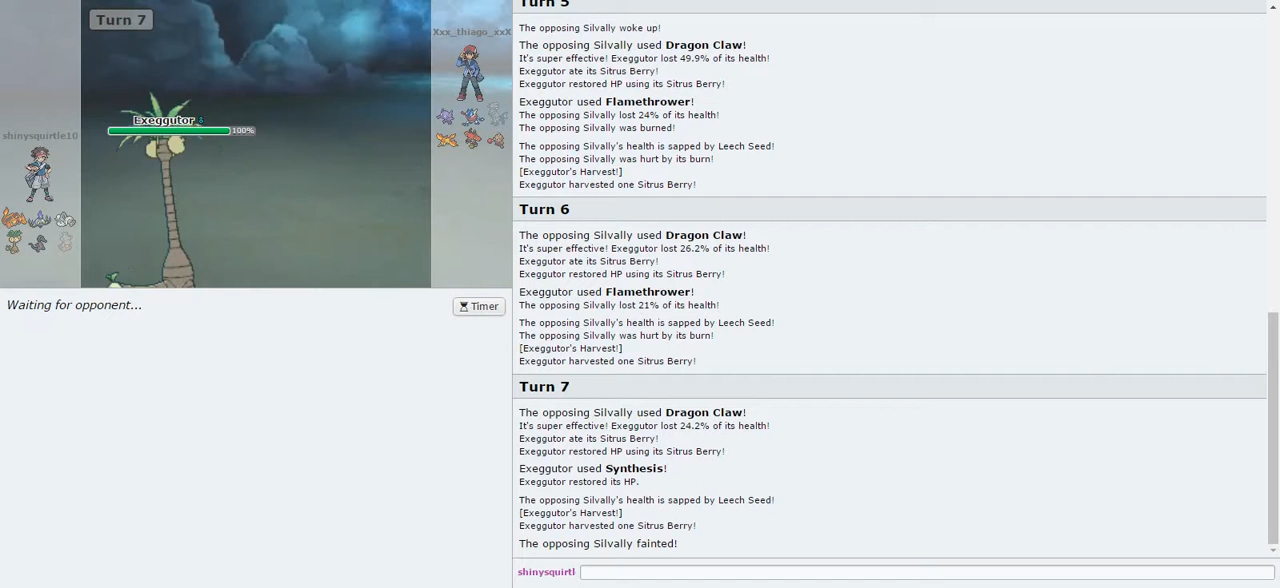 Turn 7
Xxx_thiago_xxX
Exeggutor
100%
shinysquirtle10
Waiting for opponent...
Timer
Turn 5
The opposing Silvally woke up!
The opposing Silvally used Dragon Claw!
It's super effective! Exeggutor lost 49.9% of its health!
Exeggutor ate its Sitrus Berry!
Exeggutor restored HP using its Sitrus Berry!
Exeggutor used Flamethrower!
The opposing Silvally lost 24% of its health!
The opposing Silvally was burned!
The opposing Silvally's health is sapped by Leech Seed!
The opposing Silvally was hurt by its burn!
[Exeggutor's Harvest!]
Exeggutor harvested one Sitrus Berry!
Turn 6
The opposing Silvally used Dragon Claw!
It's super effective! Exeggutor lost 26.2% of its health!
Exeggutor ate its Sitrus Berry!
Exeggutor restored HP using its Sitrus Berry!
Exeggutor used Flamethrower!
The opposing Silvally lost 21% of its health!
The opposing Silvally's health is sapped by Leech Seed!
The opposing Silvally was hurt by its burn!
[Exeggutor's Harvest!]
Exeggutor harvested one Sitrus Berry!
Turn 7
The opposing Silvally used Dragon Claw!
It's super effective! Exeggutor lost 24.2% of its health!
Exeggutor ate its Sitrus Berry!
Exeggutor restored HP using its Sitrus Berry!
Exeggutor used Synthesis!
Exeggutor restored its HP.
The opposing Silvally's health is sapped by Leech Seed!
[Exeggutor's Harvest!]
Exeggutor harvested one Sitrus Berry!
The opposing Silvally fainted!
shinysquirtl